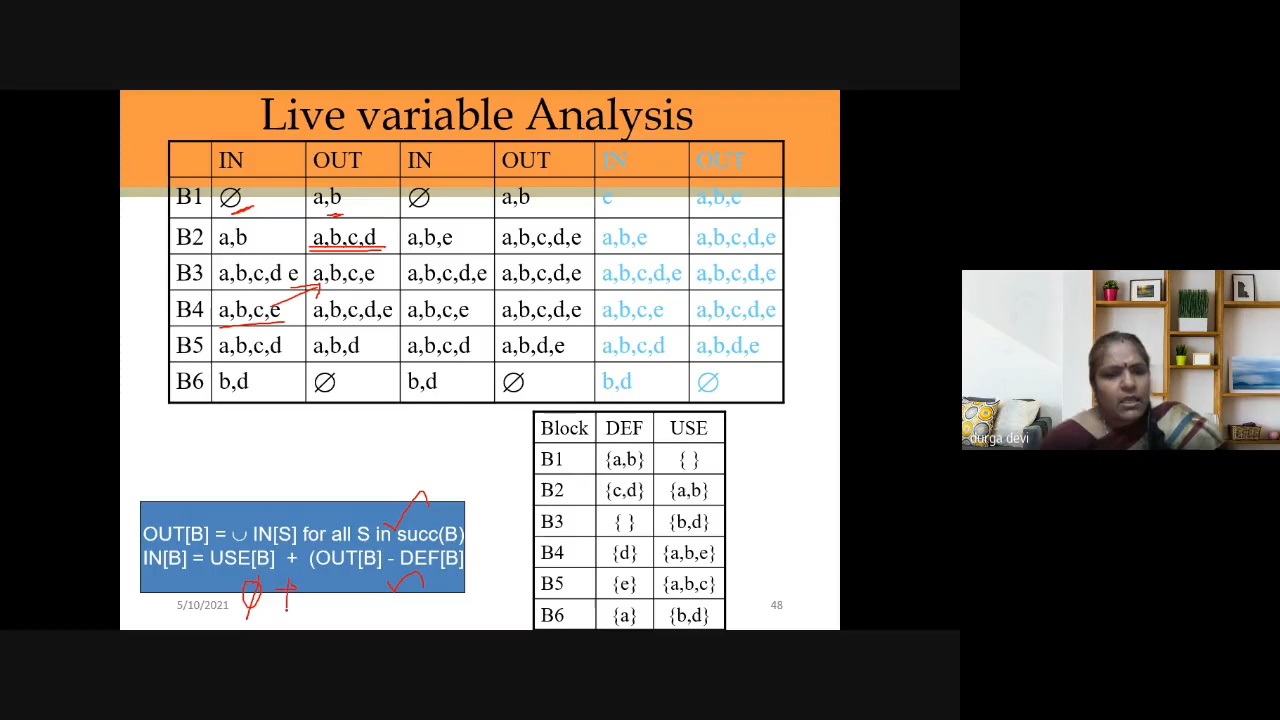 Live variable Analysis
IN OUT IN OUT IN OUT
B1 ∅ a,b ∅ a,b e a,b,e
B2 a,b a,b,c,d a,b,e a,b,c,d,e a,b,e a,b,c,d,e
B3 a,b,c,d e a,b,c,e a,b,c,d,e a,b,c,d,e a,b,c,d,e a,b,c,d,e
B4 a,b,c,e a,b,c,d,e a,b,c,e a,b,c,d,e a,b,c,e a,b,c,d,e
B5 a,b,c,d a,b,d a,b,c,d a,b,d,e a,b,c,d a,b,d,e
B6 b,d ∅ b,d ∅ b,d ∅
Block DEF USE
B1 {a,b} { }
B2 {c,d} {a,b}
B3 { } {b,d}
B4 {d} {a,b,e}
B5 {e} {a,b,c}
B6 {a} {b,d}
OUT[B] = ∪ IN[S] for all S in succ(B)
IN[B] = USE[B] + (OUT[B] - DEF[B]
∅ +
5/10/2021
48
durga devi